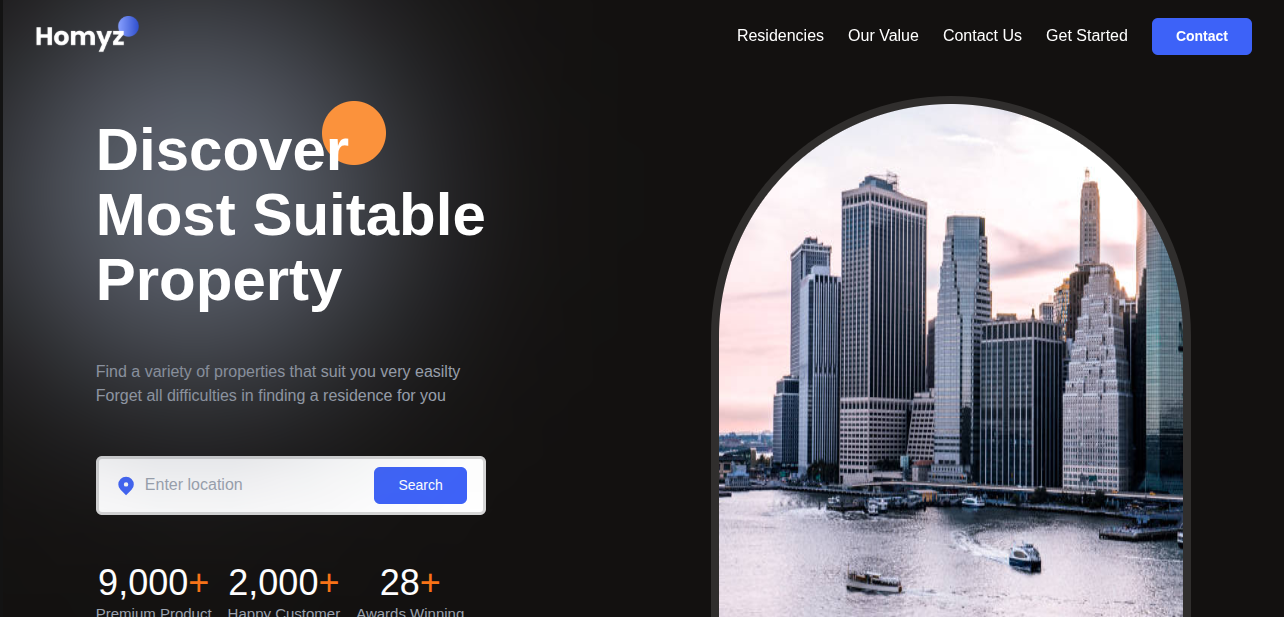 Homyz
Residencies
Our Value
Contact Us
Get Started
Contact
Discover
Most Suitable
Property
Find a variety of properties that suit you very easilty
Forget all difficulties in finding a residence for you
Enter location
Search
9,000+ 2,000+ 28+
Premium Product Happy Customer Awards Winning